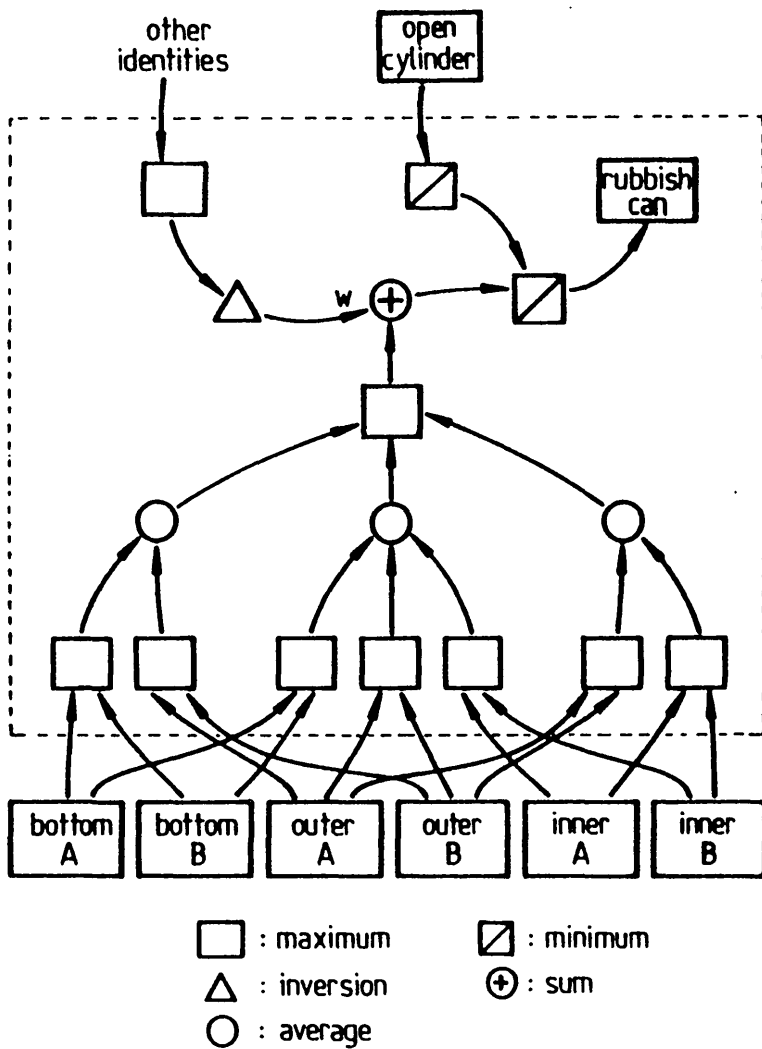 other
identities
open
cylinder
rubbish
can
w
+
bottom
A
bottom
B
outer
A
outer
B
inner
A
inner
B
: maximum
: minimum
: inversion
+ : sum
: average